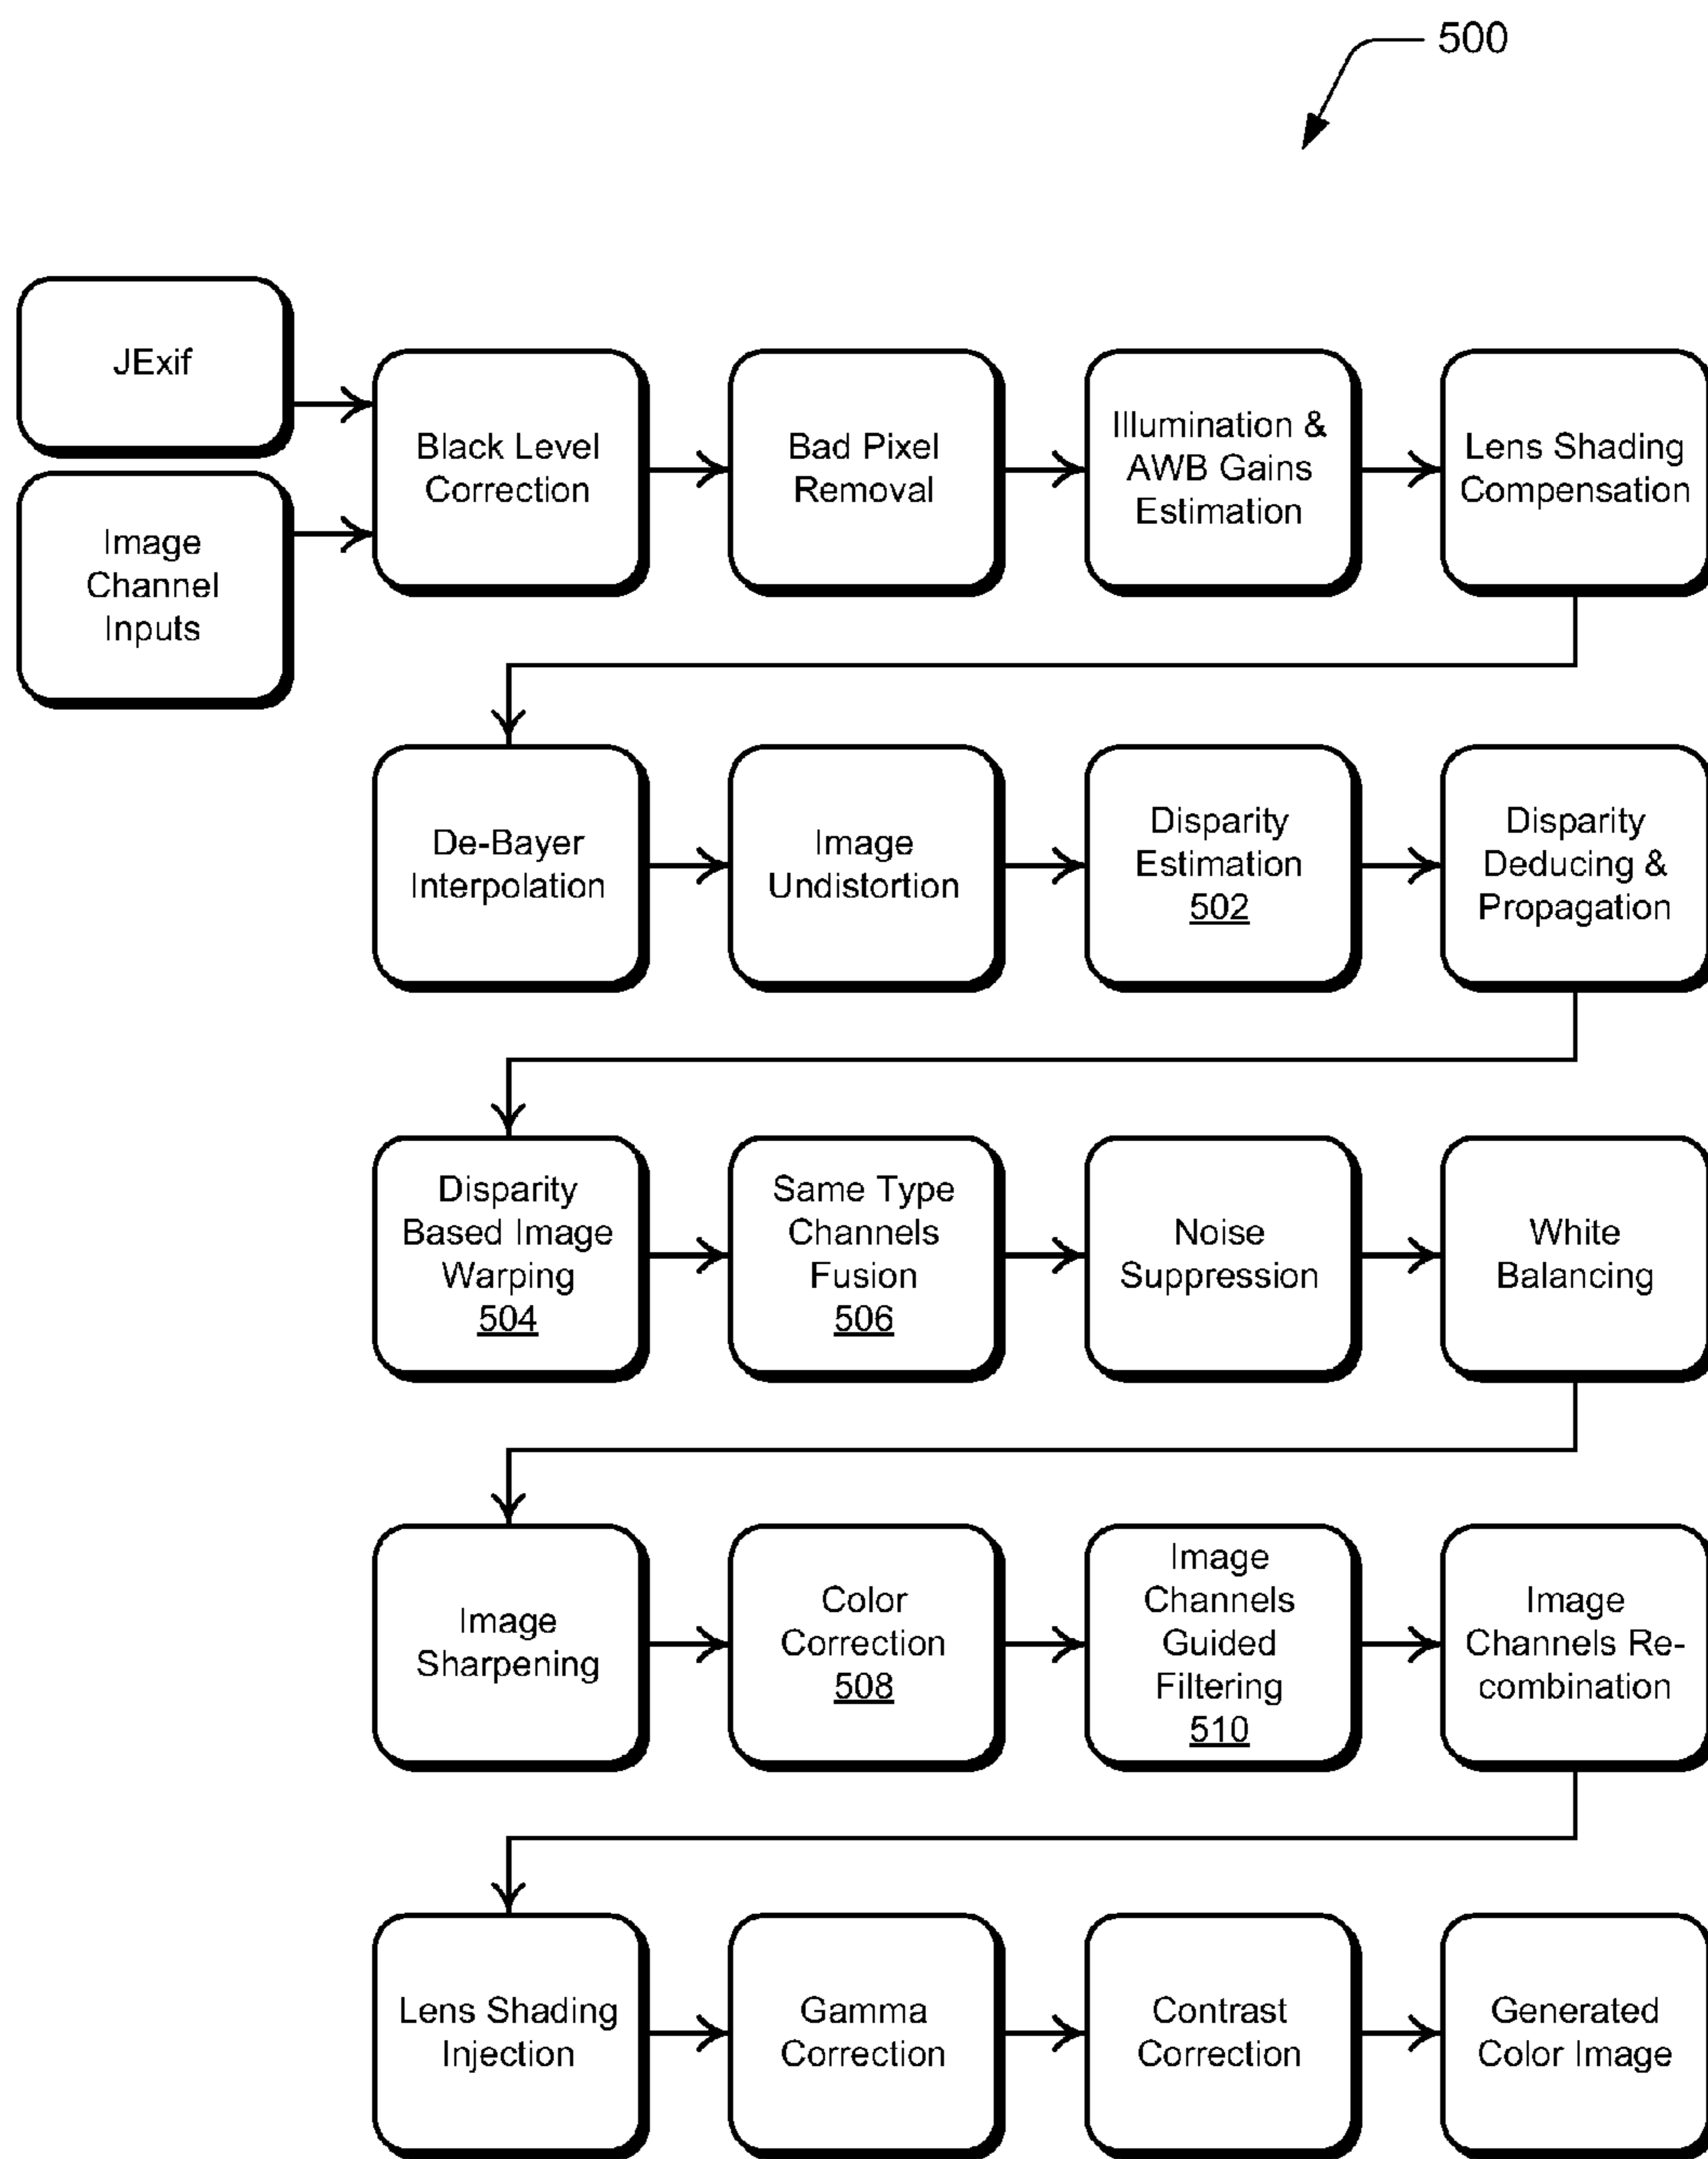 500
JExif
Image
Channel
Inputs
Black Level
Correction
Bad Pixel
Removal
Illumination &
AWB Gains
Estimation
Lens Shading
Compensation
De-Bayer
Interpolation
Image
Undistortion
Disparity
Estimation
502
Disparity
Deducing &
Propagation
Disparity
Based Image
Warping
504
Same Type
Channels
Fusion
506
Noise
Suppression
White
Balancing
Image
Sharpening
Color
Correction
508
Image
Channels
Guided
Filtering
510
Image
Channels Re-
combination
Lens Shading
Injection
Gamma
Correction
Contrast
Correction
Generated
Color Image